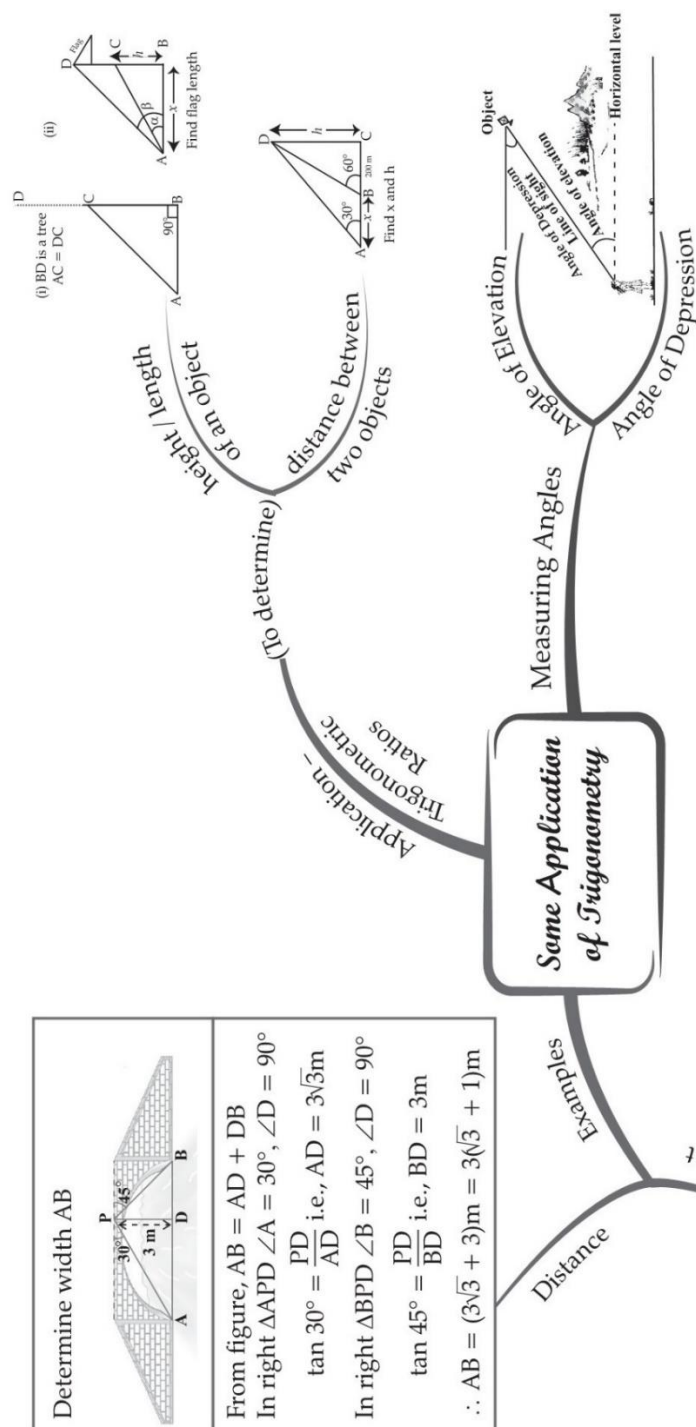 Determine width AB
P
30°
45°
3 m
A
D
B
From figure, AB = AD + DB
In right ΔAPD ∠A = 30°, ∠D = 90°
tan 30° = PD/AD i.e., AD = 3√3m
In right ΔBPD ∠B = 45°, ∠D = 90°
tan 45° = PD/BD i.e., BD = 3m
∴ AB = (3√3 + 3)m = 3(√3 + 1)m
Distance
Examples
Some Application
of Trigonometry
Application –
Trigonometric
Ratios
(To determine)
height / length
of an object
(i) BD is a tree
AC = DC
D
C
A
90°
B
(ii)
D
Flag
C
h
β
α
A
x
B
Find flag length
distance between
two objects
D
h
30°
60°
A
x
B
200 m
C
Find x and h
Measuring Angles
Angle of Elevation
Angle of Depression
Object
Angle of Depression
Line of sight
Angle of elevation
Horizontal level